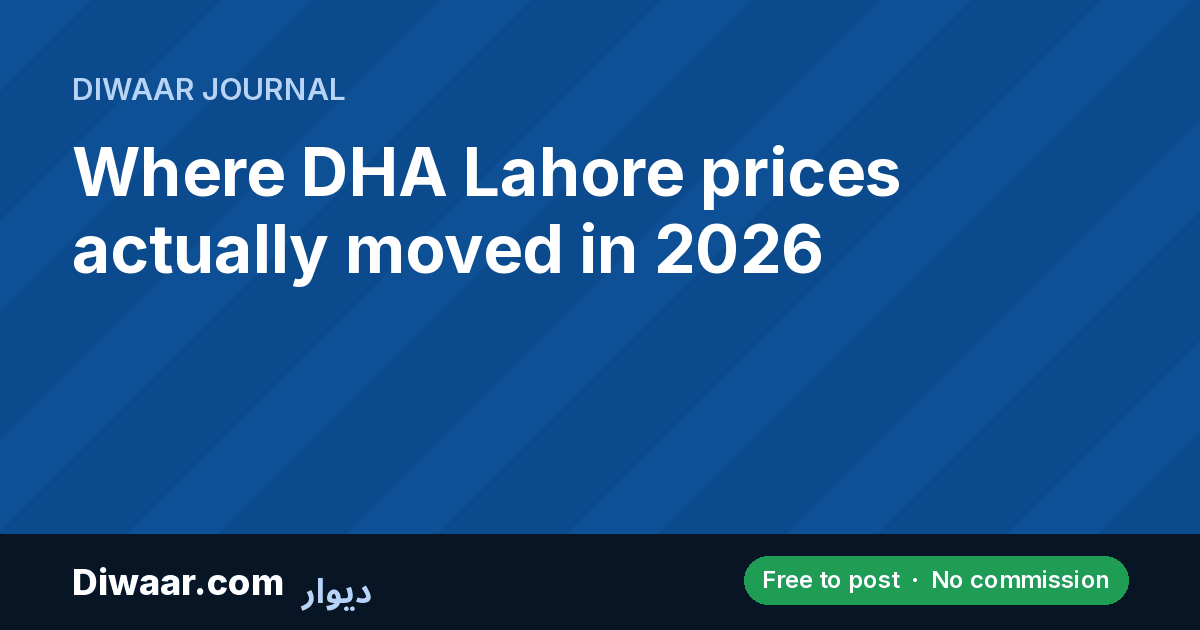 DIWAAR JOURNAL
Where DHA Lahore prices
actually moved in 2026
Diwaar.com دیوار
Free to post · No commission